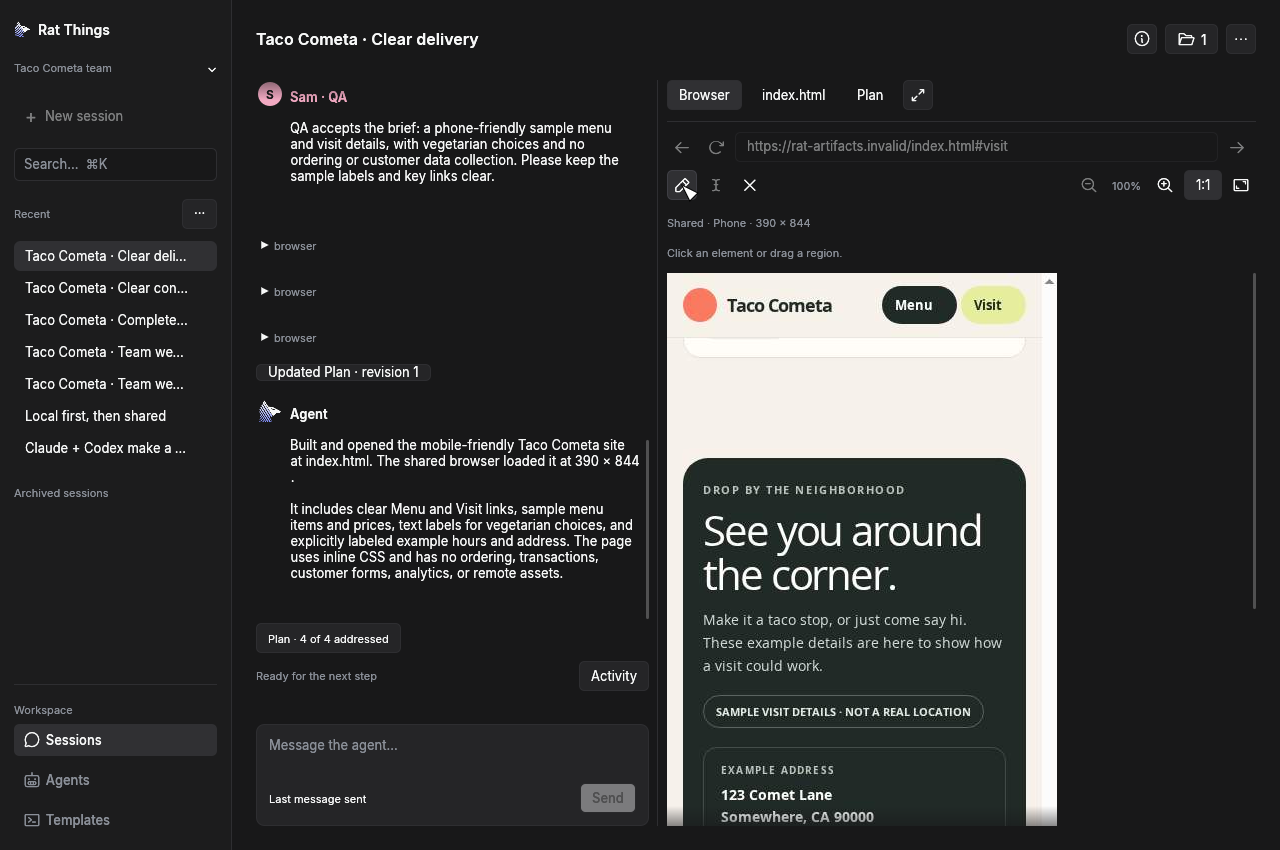 Rat Things
Taco Cometa team
+ New session
Search... ⌘K
Recent
...
Taco Cometa · Clear deli...
Taco Cometa · Clear con...
Taco Cometa · Complete...
Taco Cometa · Team we...
Taco Cometa · Team we...
Local first, then shared
Claude + Codex make a ...
Archived sessions
Workspace
Sessions
Agents
Templates
Taco Cometa · Clear delivery
1
...
S
Sam · QA
QA accepts the brief: a phone-friendly sample menu
and visit details, with vegetarian choices and no
ordering or customer data collection. Please keep the
sample labels and key links clear.
browser
browser
browser
Updated Plan · revision 1
Agent
Built and opened the mobile-friendly Taco Cometa site
at index.html. The shared browser loaded it at 390 × 844
.
It includes clear Menu and Visit links, sample menu
items and prices, text labels for vegetarian choices, and
explicitly labeled example hours and address. The page
uses inline CSS and has no ordering, transactions,
customer forms, analytics, or remote assets.
Plan · 4 of 4 addressed
Ready for the next step
Activity
Message the agent...
Last message sent
Send
Browser
index.html
Plan
https://rat-artifacts.invalid/index.html#visit
100%
1:1
Shared · Phone · 390 × 844
Click an element or drag a region.
Taco Cometa
Menu
Visit
DROP BY THE NEIGHBORHOOD
See you around
the corner.
Make it a taco stop, or just come say hi.
These example details are here to show how
a visit could work.
SAMPLE VISIT DETAILS · NOT A REAL LOCATION
EXAMPLE ADDRESS
123 Comet Lane
Somewhere, CA 90000